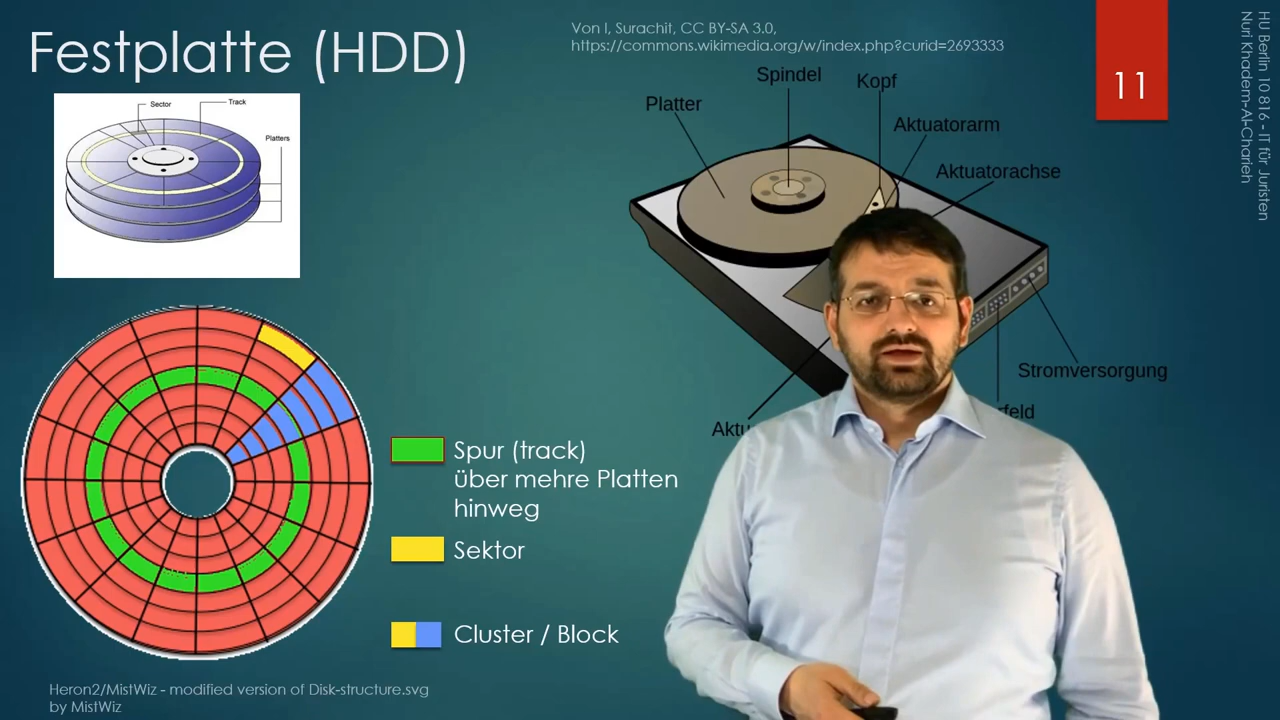 Festplatte (HDD)
Von I, Surachit, CC BY-SA 3.0,
https://commons.wikimedia.org/w/index.php?curid=2693333
11
HU Berlin 10 816 - IT für Juristen
Nuri Khadem-Al-Charieh
Sector
Track
Platters
Spindel
Kopf
Platter
Aktuatorarm
Aktuatorachse
Stromversorgung
rfeld
Aktu
Spur (track)
über mehre Platten
hinweg
Sektor
Cluster / Block
Heron2/MistWiz - modified version of Disk-structure.svg
by MistWiz